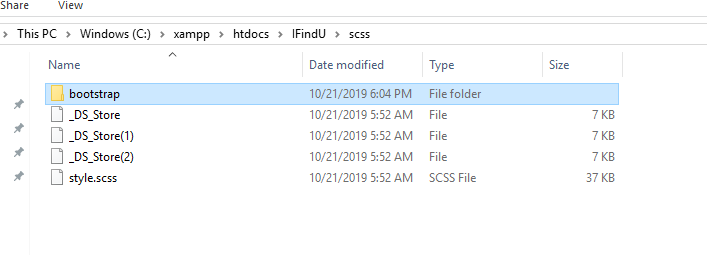 Share View
This PC > Windows (C:) > xampp > htdocs > IFindU > scss
Name Date modified Type Size
bootstrap 10/21/2019 6:04 PM File folder
_DS_Store 10/21/2019 5:52 AM File 7 KB
_DS_Store(1) 10/21/2019 5:52 AM File 7 KB
_DS_Store(2) 10/21/2019 5:52 AM File 7 KB
style.scss 10/21/2019 5:52 AM SCSS File 37 KB